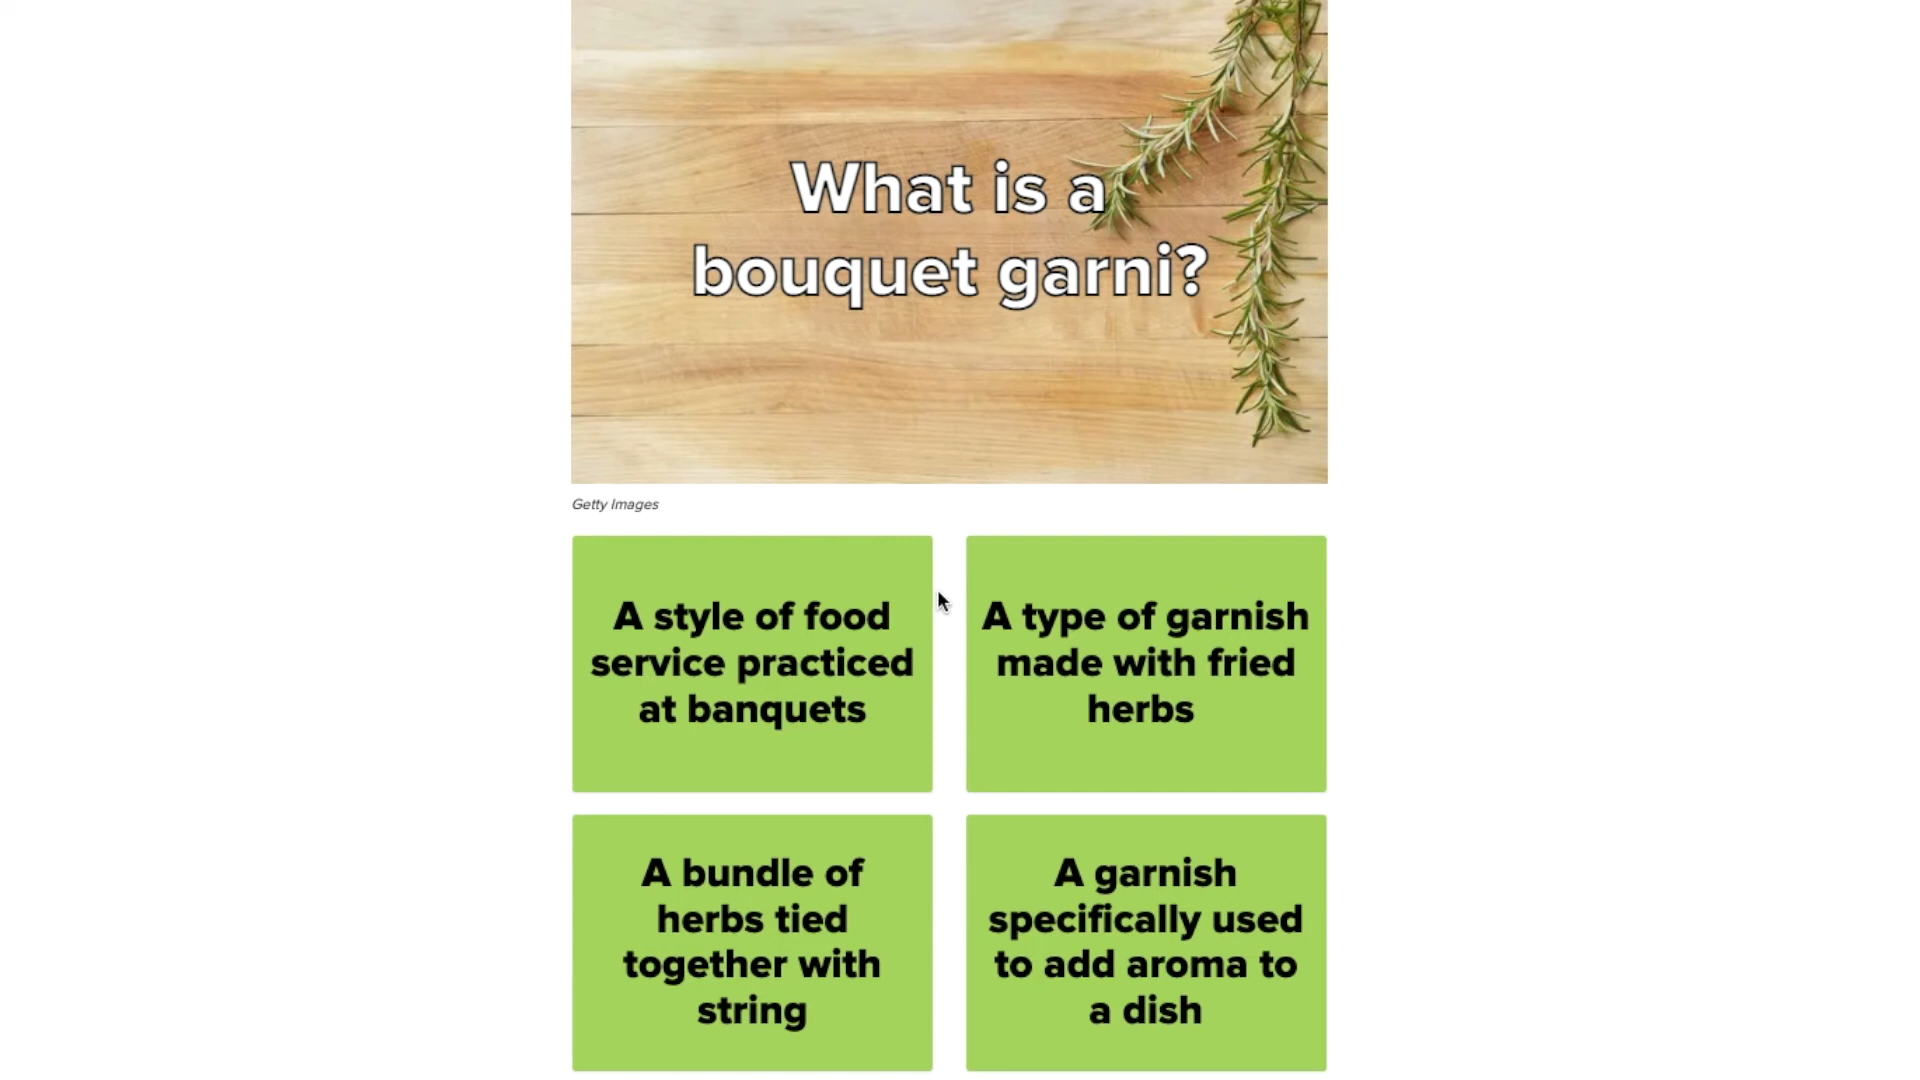 What is a
bouquet garni?
Getty Images
A style of food
service practiced
at banquets
A type of garnish
made with fried
herbs
A bundle of
herbs tied
together with
string
A garnish
specifically used
to add aroma to
a dish